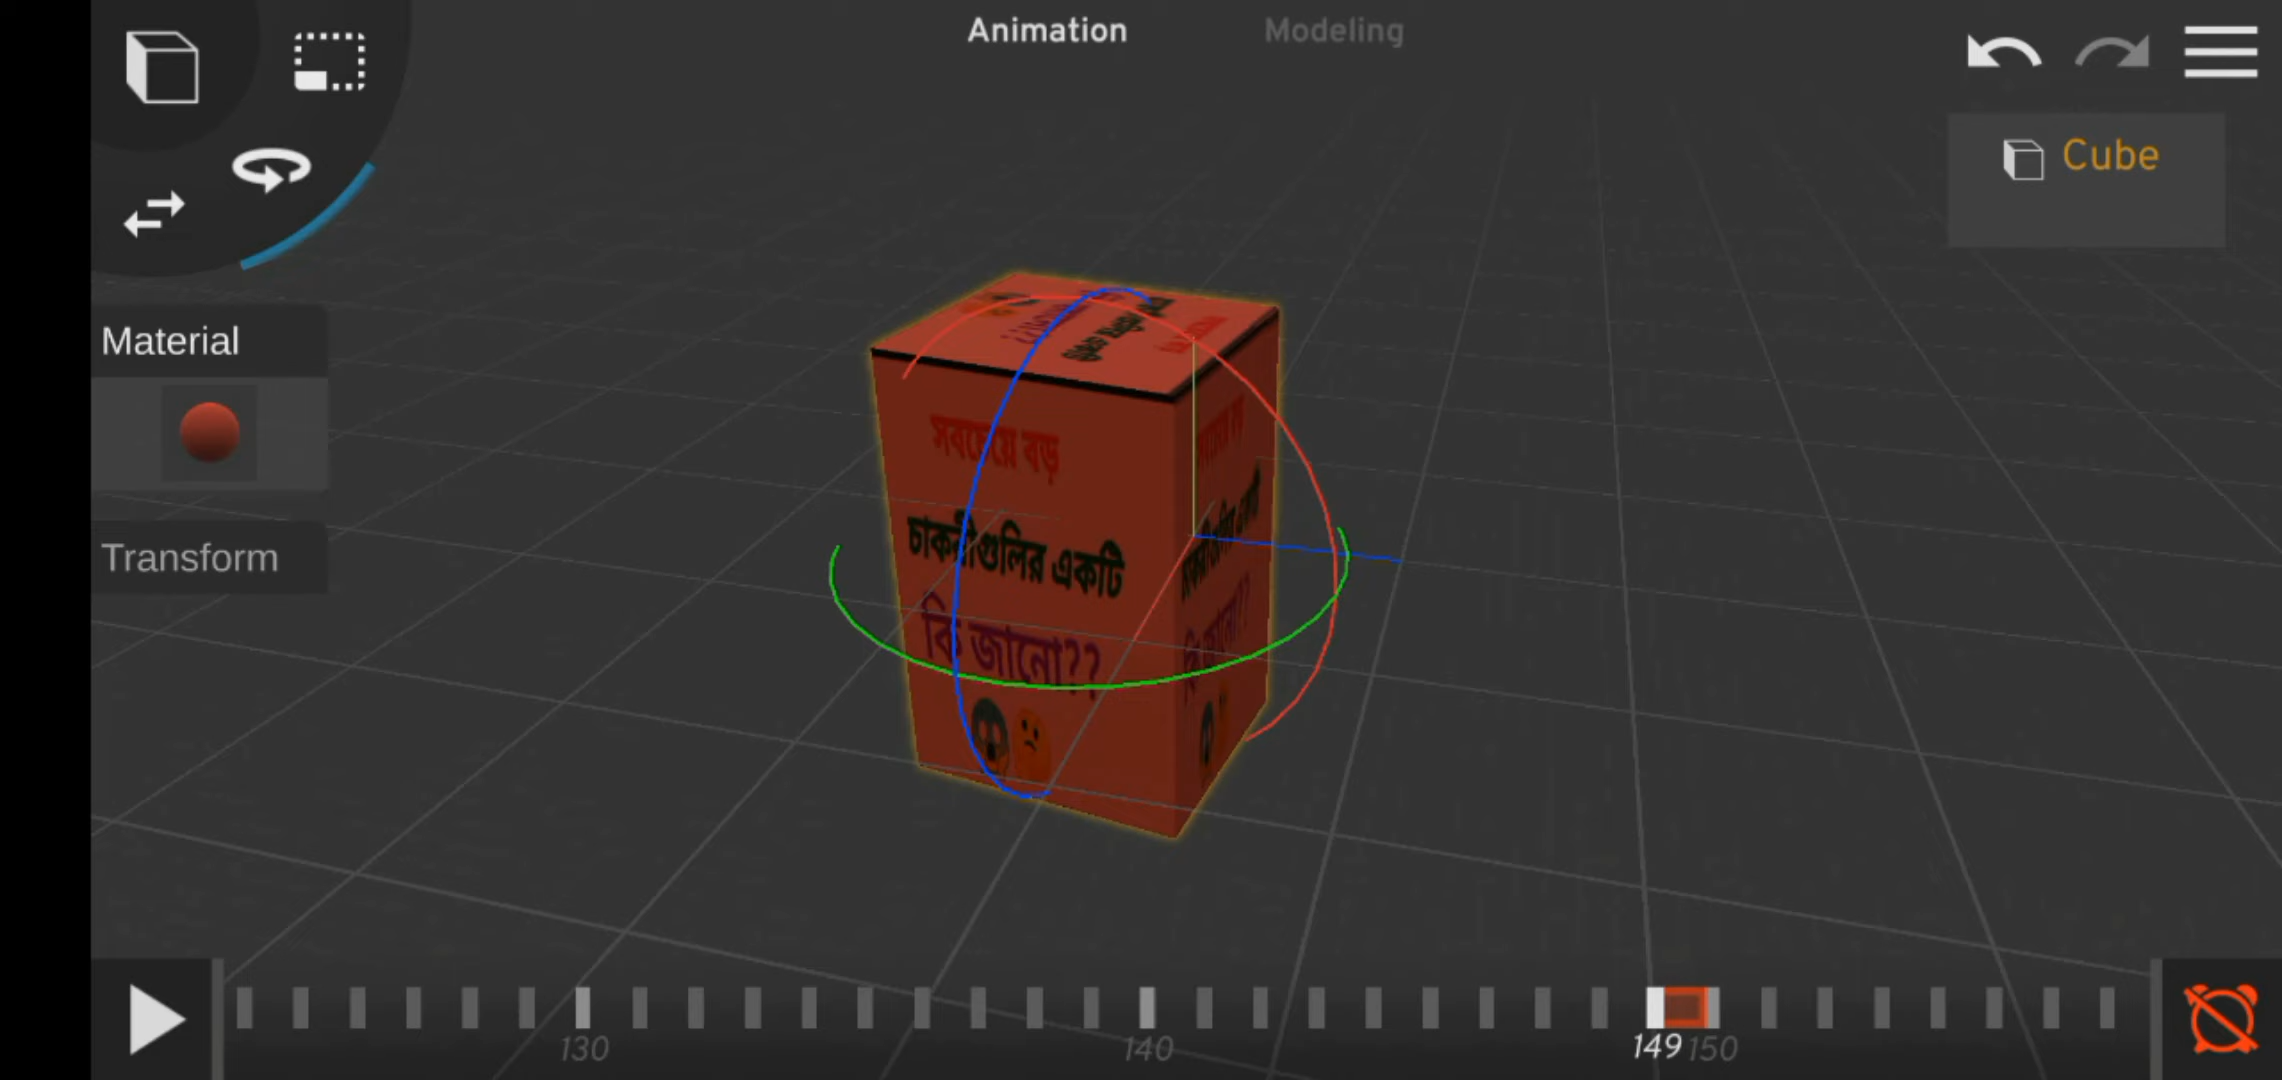 Animation
Modeling
Cube
Material
Transform
সবচেয়ে বড়
চাকরীগুলির একটি
কি জানো??
130
140
149
150